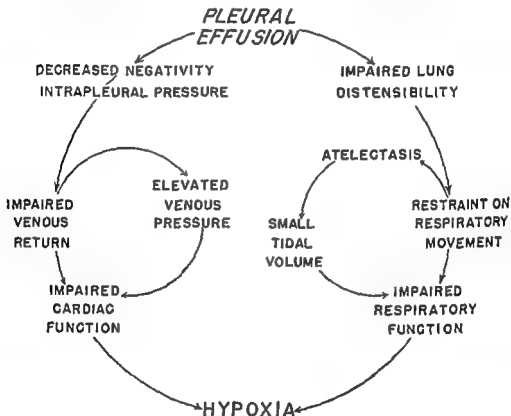 PLEURAL
EFFUSION
DECREASED NEGATIVITY
INTRAPLEURAL PRESSURE
IMPAIRED LUNG
DISTENSIBILITY
ATELECTASIS
ELEVATED
VENOUS
PRESSURE
IMPAIRED
VENOUS
RETURN
SMALL
TIDAL
VOLUME
RESTRAINT ON
RESPIRATORY
MOVEMENT
IMPAIRED
CARDIAC
FUNCTION
IMPAIRED
RESPIRATORY
FUNCTION
HYPOXIA